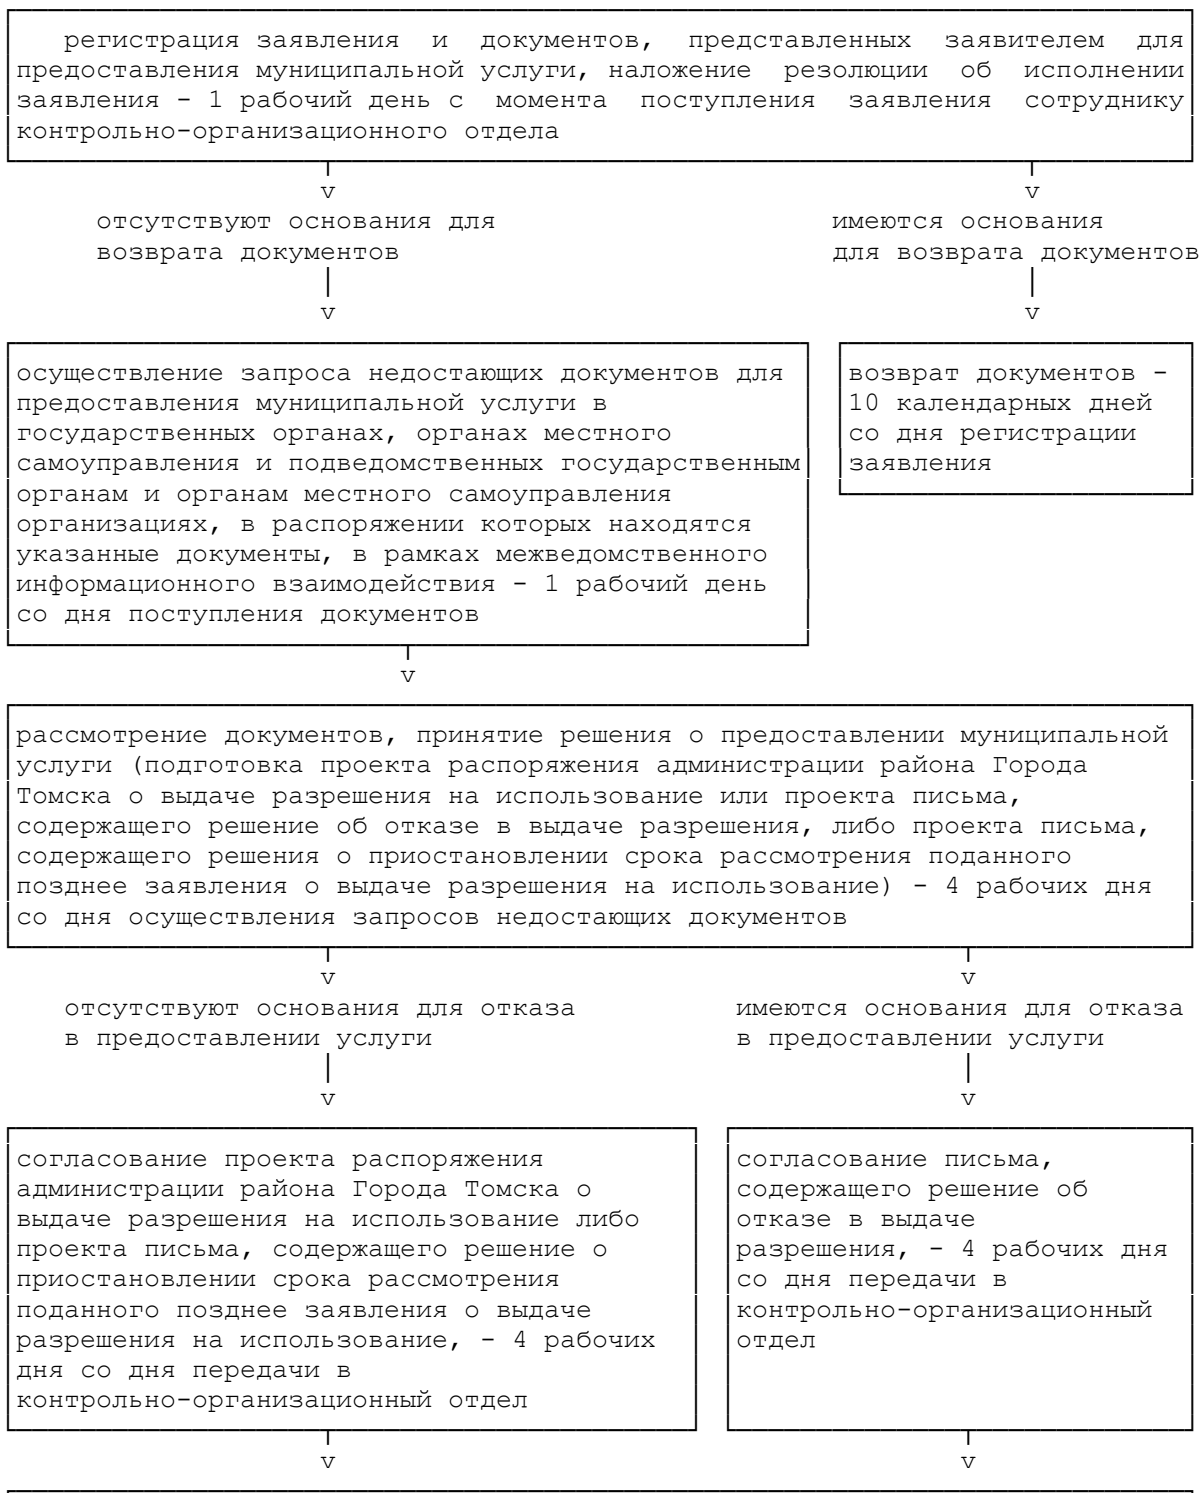 регистрация заявления и документов, представленных заявителем для
предоставления муниципальной услуги, наложение резолюции об исполнении
заявления - 1 рабочий день с момента поступления заявления сотруднику
контрольно-организационного отдела
v
v
отсутствуют основания для
возврата документов
имеются основания
для возврата документов
v
v
осуществление запроса недостающих документов для
предоставления муниципальной услуги в
государственных органах, органах местного
самоуправления и подведомственных государственным
органам и органам местного самоуправления
организациях, в распоряжении которых находятся
указанные документы, в рамках межведомственного
информационного взаимодействия - 1 рабочий день
со дня поступления документов
возврат документов -
10 календарных дней
со дня регистрации
заявления
v
рассмотрение документов, принятие решения о предоставлении муниципальной
услуги (подготовка проекта распоряжения администрации района Города
Томска о выдаче разрешения на использование или проекта письма,
содержащего решение об отказе в выдаче разрешения, либо проекта письма,
содержащего решения о приостановлении срока рассмотрения поданного
позднее заявления о выдаче разрешения на использование) - 4 рабочих дня
со дня осуществления запросов недостающих документов
v
v
отсутствуют основания для отказа
в предоставлении услуги
имеются основания для отказа
в предоставлении услуги
v
v
согласование проекта распоряжения
администрации района Города Томска о
выдаче разрешения на использование либо
проекта письма, содержащего решение о
приостановлении срока рассмотрения
поданного позднее заявления о выдаче
разрешения на использование, - 4 рабочих
дня со дня передачи в
контрольно-организационный отдел
согласование письма,
содержащего решение об
отказе в выдаче
разрешения, - 4 рабочих дня
со дня передачи в
контрольно-организационный
отдел
v
v